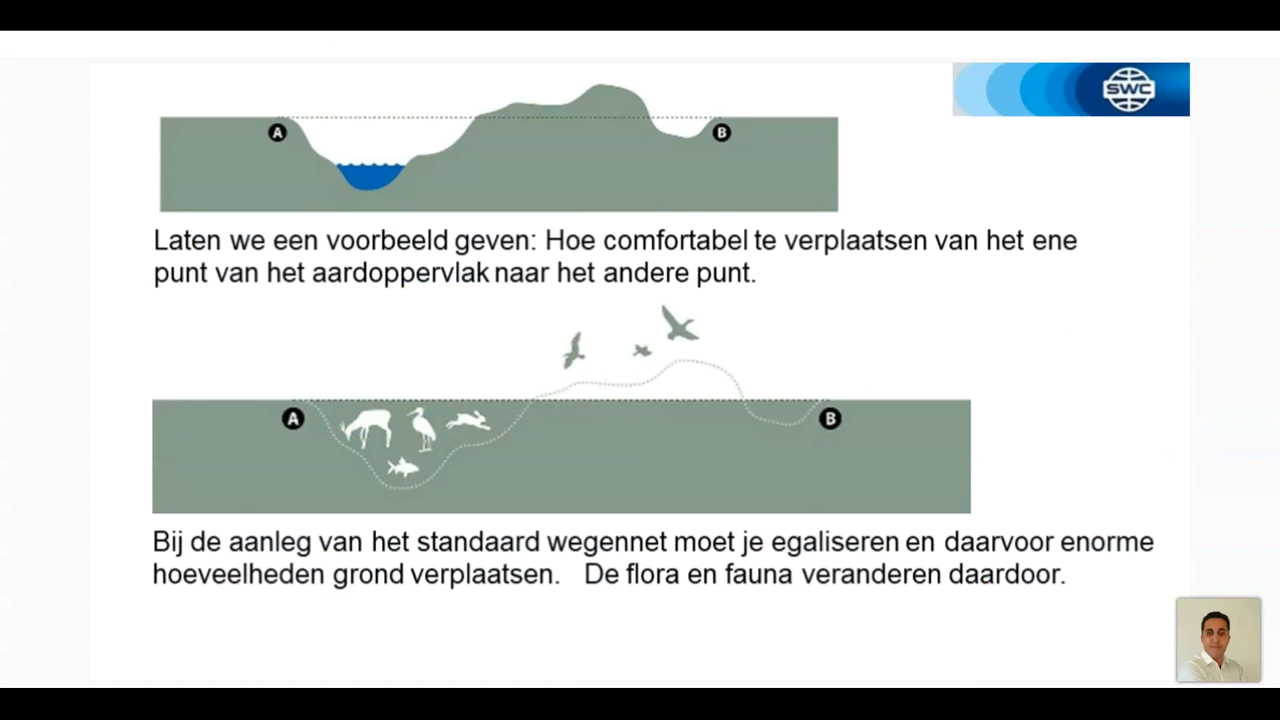 SWC
A B
Laten we een voorbeeld geven: Hoe comfortabel te verplaatsen van het ene
punt van het aardoppervlak naar het andere punt.
A B
Bij de aanleg van het standaard wegennet moet je egaliseren en daarvoor enorme
hoeveelheden grond verplaatsen. De flora en fauna veranderen daardoor.